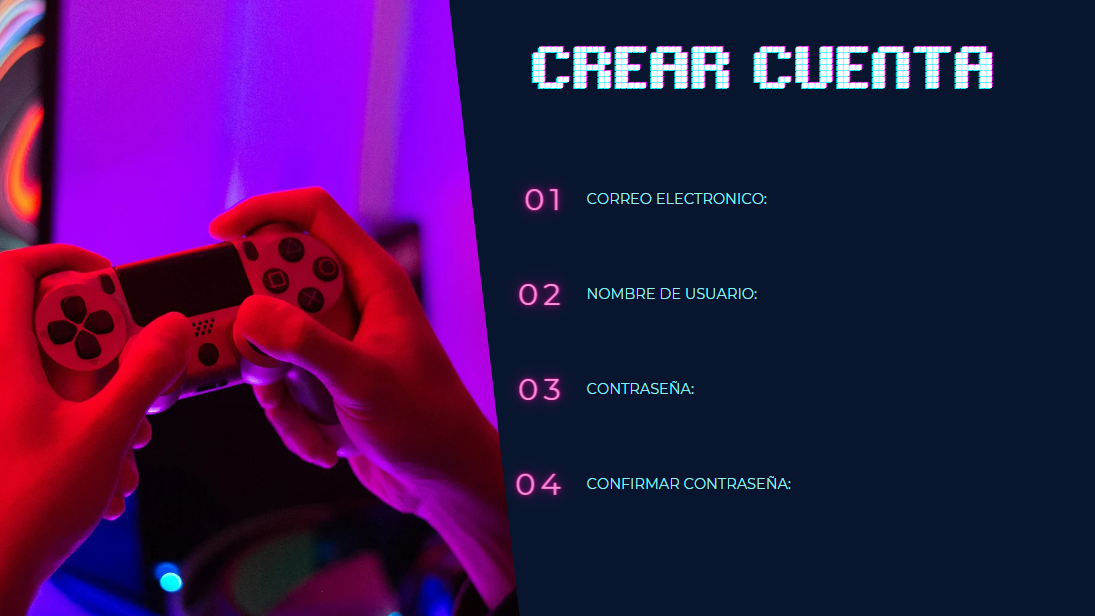 CREAR CUENTA
01 CORREO ELECTRONICO:
02 NOMBRE DE USUARIO:
03 CONTRASEÑA:
04 CONFIRMAR CONTRASEÑA: